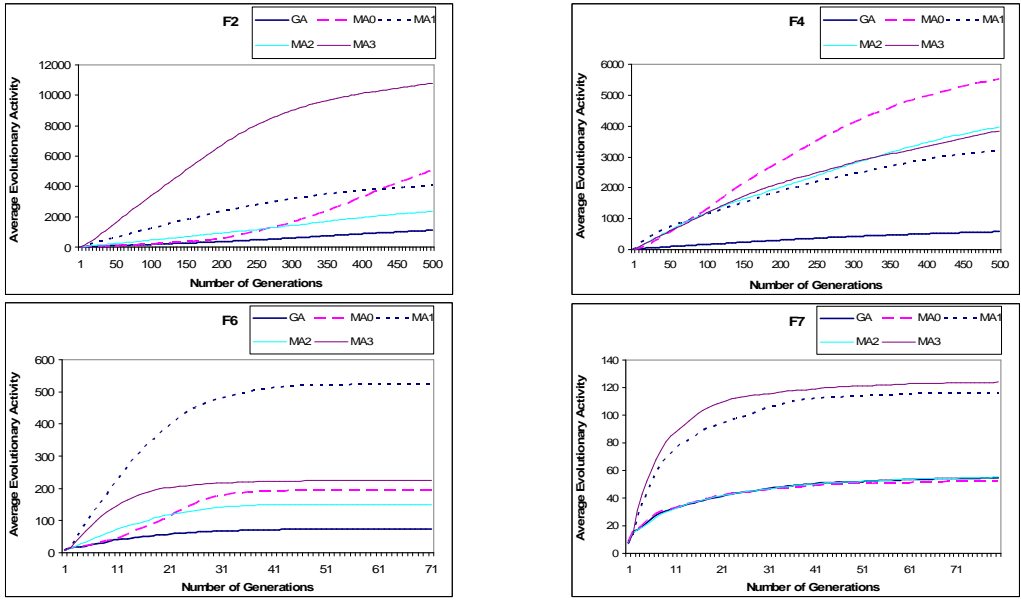 F2
GA MA0 MA1
MA2 MA3
Average Evolutionary Activity
12000
10000
8000
6000
4000
2000
0
1 50 100 150 200 250 300 350 400 450 500
Number of Generations
F4
GA MA0 MA1
MA2 MA3
Average Evolutionary Activity
6000
5000
4000
3000
2000
1000
0
1 50 100 150 200 250 300 350 400 450 500
Number of Generations
F6
GA MA0 MA1
MA2 MA3
Average Evolutionary Activity
600
500
400
300
200
100
0
1 11 21 31 41 51 61 71
Number of Generations
F7
GA MA0 MA1
MA2 MA3
Average Evolutionary Activity
140
120
100
80
60
40
20
0
1 11 21 31 41 51 61 71
Number of Generations